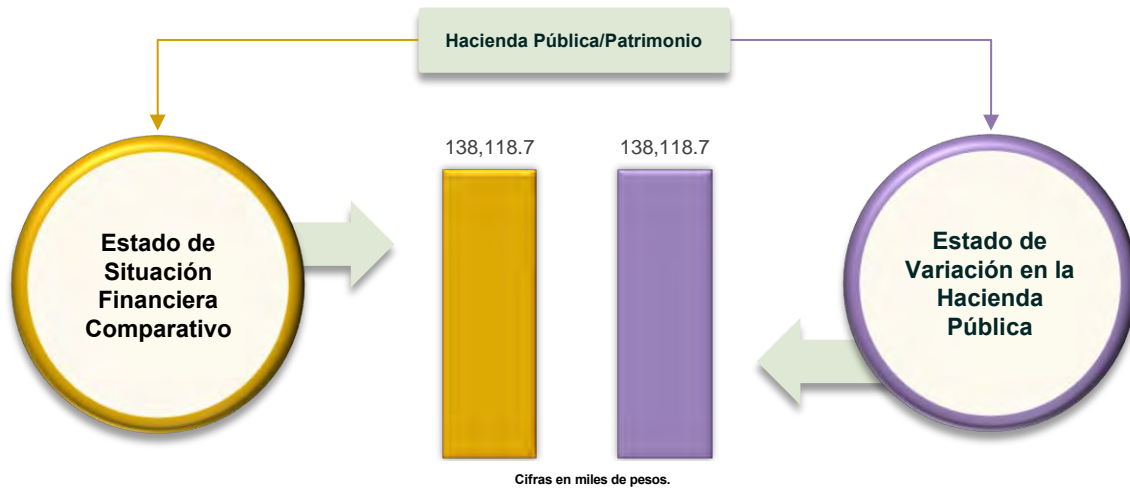 Hacienda Pública/Patrimonio
138,118.7
138,118.7
Estado de
Situación
Financiera
Comparativo
Estado de
Variación en la
Hacienda
Pública
Cifras en miles de pesos.